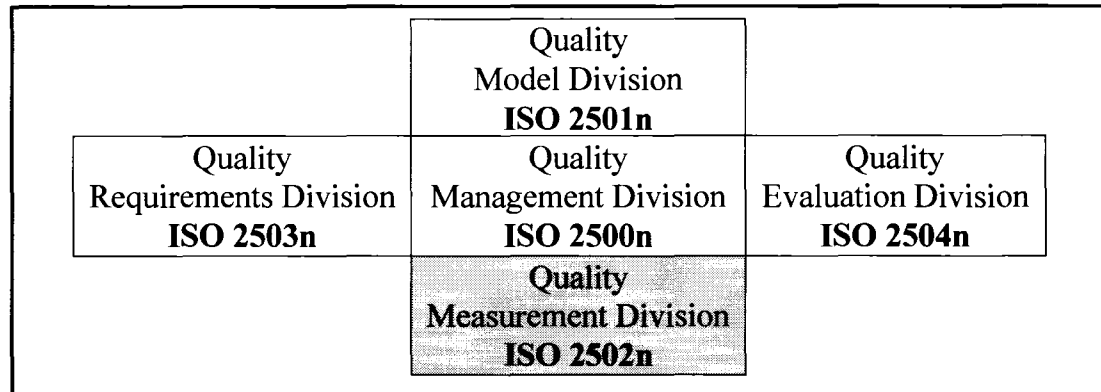 Quality
Model Division
ISO 2501n
Quality
Requirements Division
ISO 2503n
Quality
Management Division
ISO 2500n
Quality
Evaluation Division
ISO 2504n
Quality
Measurement Division
ISO 2502n